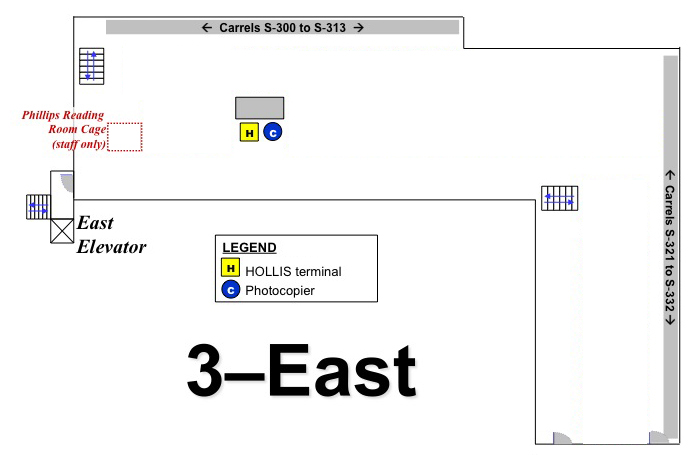 ← Carrels S-300 to S-313 →
Phillips Reading
Room Cage
(staff only)
H
C
← Carrels S-321 to S-332 →
East
Elevator
LEGEND
H HOLLIS terminal
C Photocopier
3–East